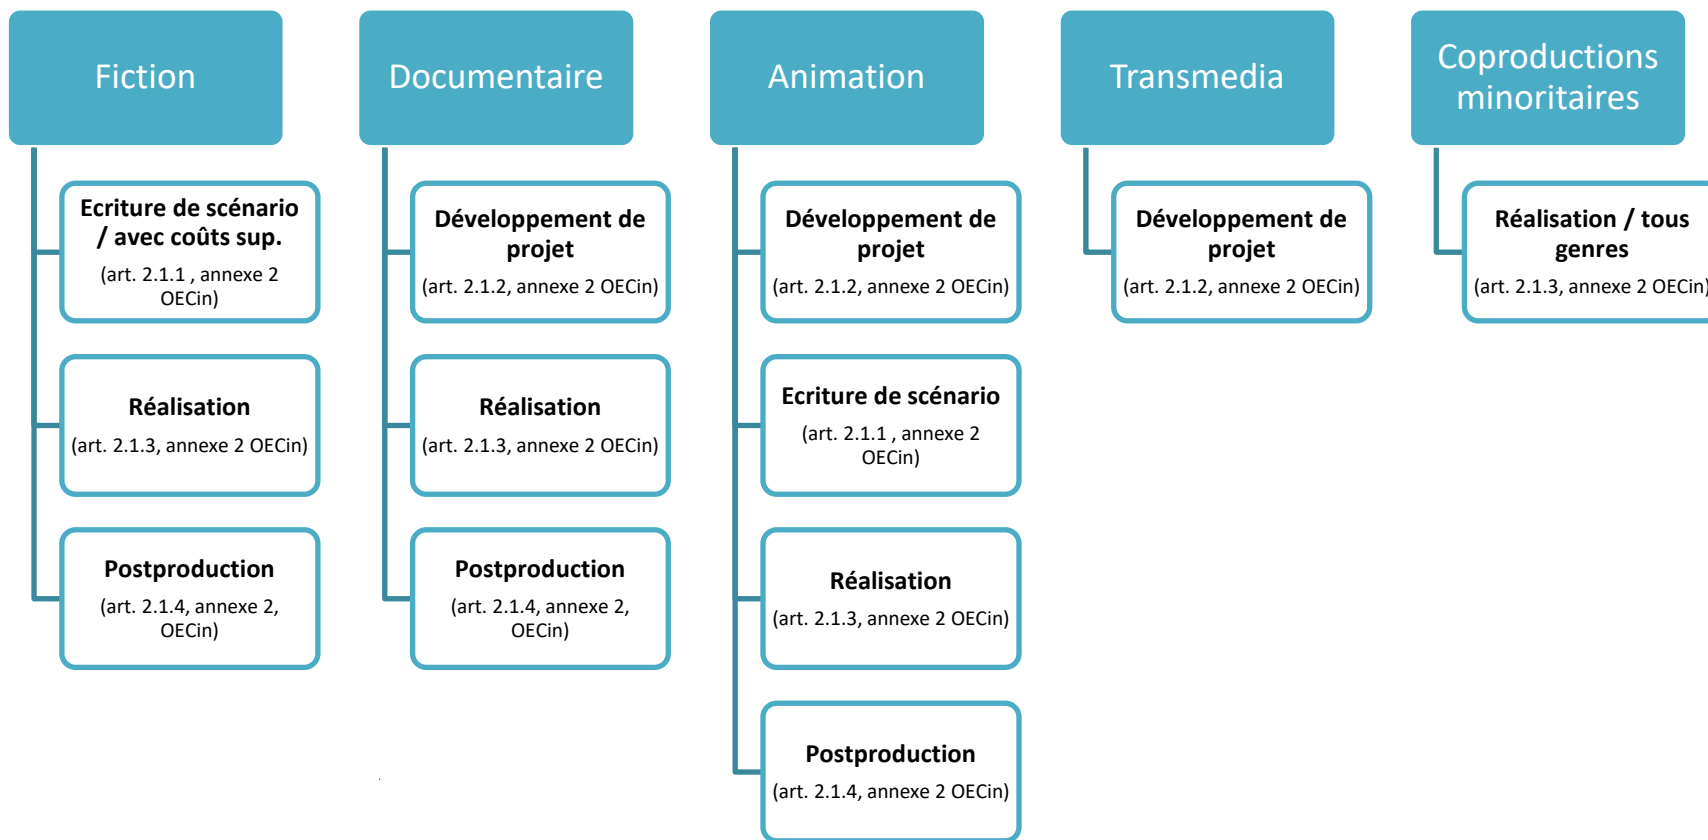 Fiction
Ecriture de scénario
/ avec coûts sup.
(art. 2.1.1 , annexe 2
OECin)
Réalisation
(art. 2.1.3, annexe 2 OECin)
Postproduction
(art. 2.1.4, annexe 2,
OECin)
Documentaire
Développement de
projet
(art. 2.1.2, annexe 2 OECin)
Réalisation
(art. 2.1.3, annexe 2 OECin)
Postproduction
(art. 2.1.4, annexe 2,
OECin)
Animation
Développement de
projet
(art. 2.1.2, annexe 2 OECin)
Ecriture de scénario
(art. 2.1.1 , annexe 2
OECin)
Réalisation
(art. 2.1.3, annexe 2 OECin)
Postproduction
(art. 2.1.4, annexe 2 OECin)
Transmedia
Développement de
projet
(art. 2.1.2, annexe 2 OECin)
Coproductions
minoritaires
Réalisation / tous
genres
(art. 2.1.3, annexe 2 OECin)